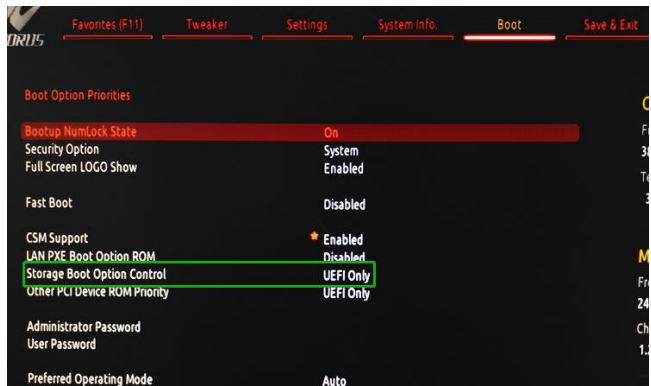 ORUS
Favorites (F11) Tweaker Settings System Info. Boot Save & Exit
Boot Option Priorities
Bootup NumLock State On
Security Option System
Full Screen LOGO Show Enabled
Fast Boot Disabled
CSM Support Enabled
LAN PXE Boot Option ROM Disabled
Storage Boot Option Control UEFI Only
Other PCI Device ROM Priority UEFI Only
Administrator Password
User Password
Preferred Operating Mode Auto